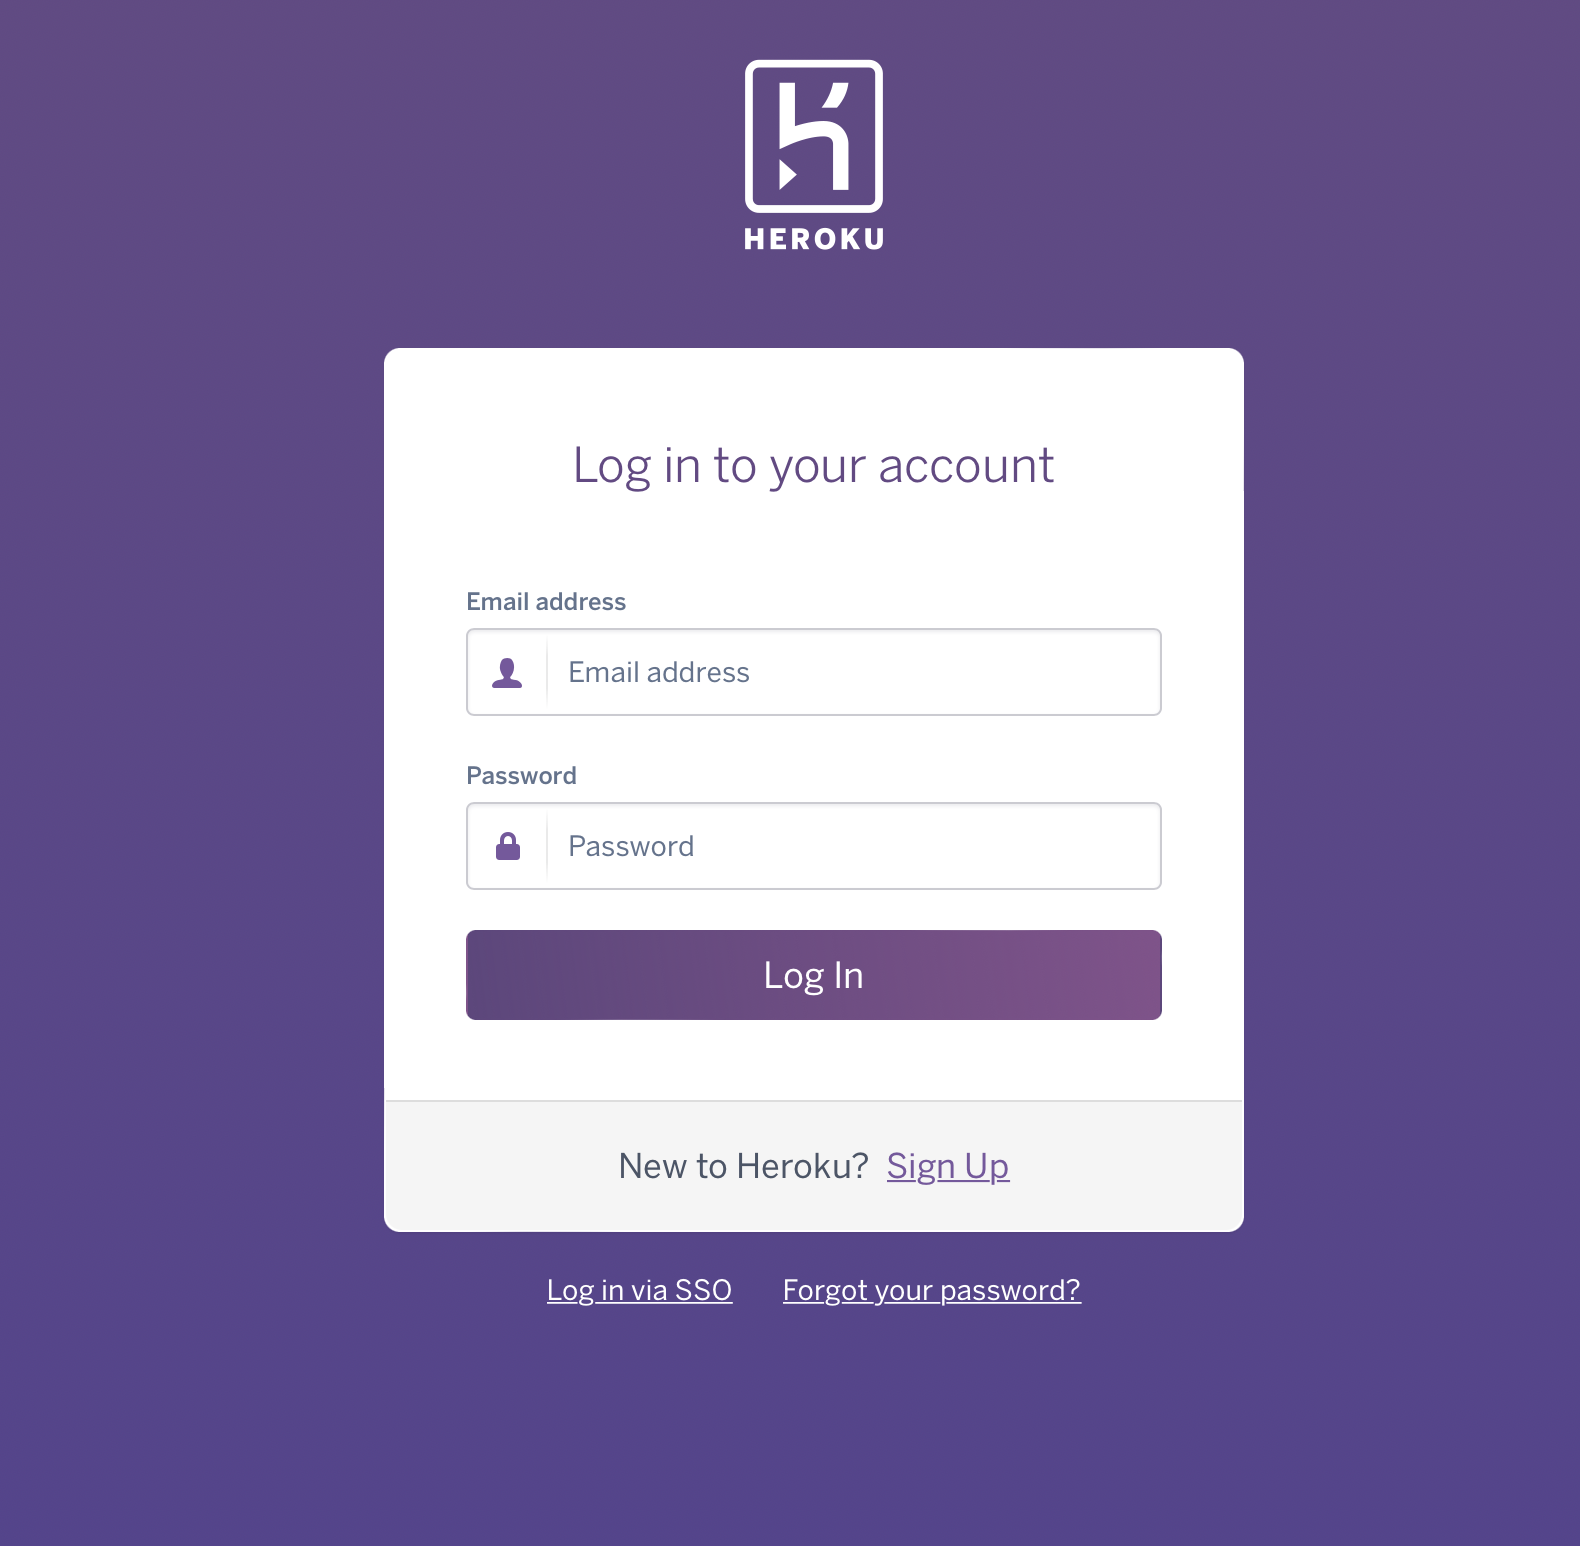 HEROKU
Log in to your account
Email address
Email address
Password
Password
Log In
New to Heroku? Sign Up
Log in via SSO Forgot your password?